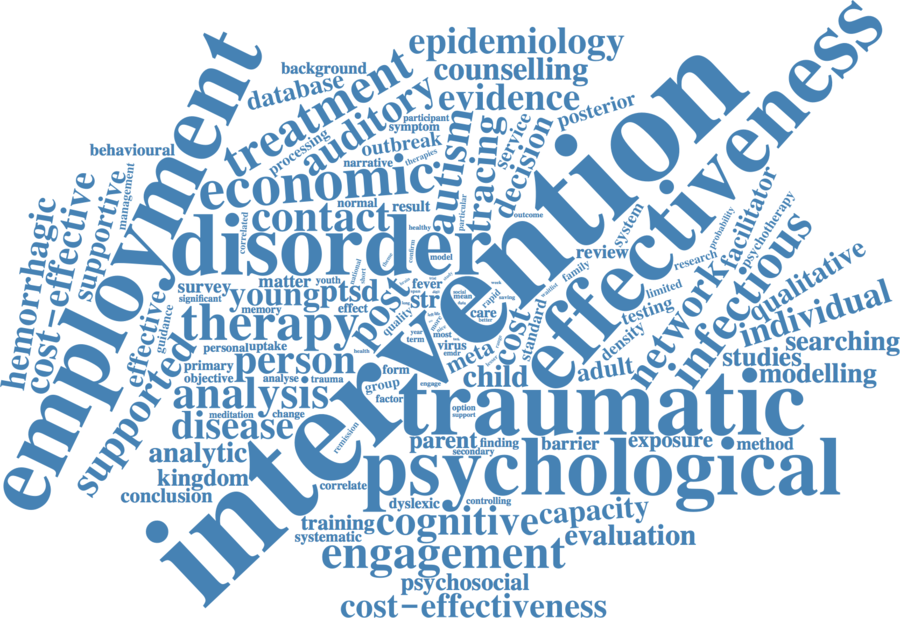 epidemiology
counselling
evidence
background
database
treatment
auditory
processing
employment
intervention
effectiveness
behavioural
participant
symptom
outbreak
narrative
therapies
posterior
service
decision
tracing
autism
economic
contact
normal
result
disorder
correlated
particular
healthy
confirm
model
outcome
hemorrhagic
cost-effective
supportive
management
survey
significant
matter
youth
young
ptsd
memory
effect
therapy
national
short
post
quality
fever
str
social
mean
rapid
care
better
having
virus
emdr
most
year
term
meta
cost
standard
family
review
system
research
probability
facilitator
psychotherapy
infectious
network
limited
testing
density
adult
child
qualitative
individual
searching
studies
modelling
effective
guidance
supported
personal
uptake
person
primary
objective
analyse
trauma
analysis
meditation
change
disease
analytic
kingdom
conclusion
health
form
group
factor
engage
remission
traumatic
option
support
parent
finding
secondary
barrier
exposure
method
psychological
correlate
dyslexic
controlling
training
systematic
cognitive
capacity
evaluation
engagement
psychosocial
cost-effectiveness